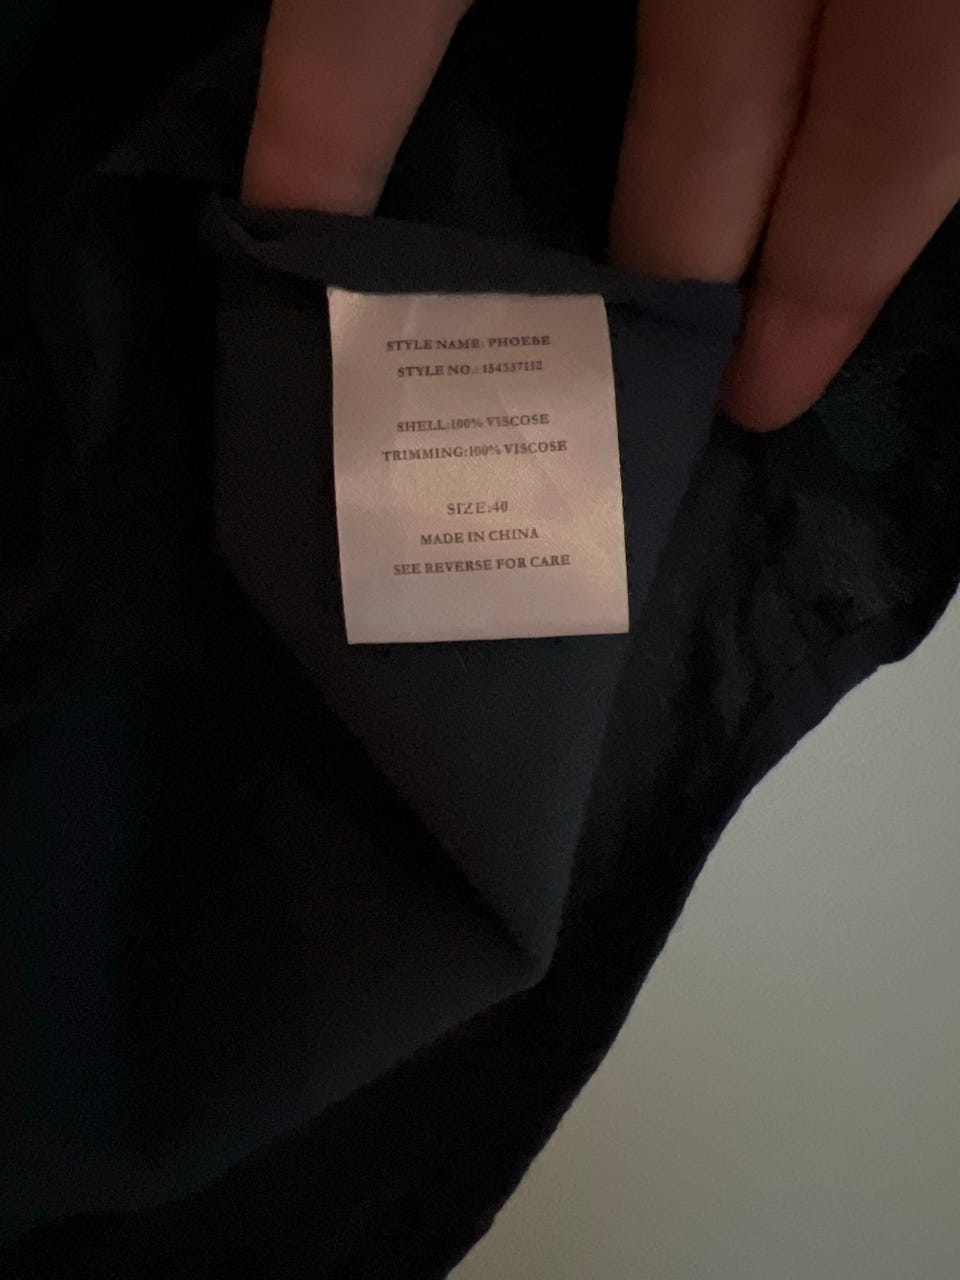 STYLE NAME: PHOEBE
STYLE NO.: 154357112
SHELL:100% VISCOSE
TRIMMING:100% VISCOSE
SIZE:40
MADE IN CHINA
SEE REVERSE FOR CARE